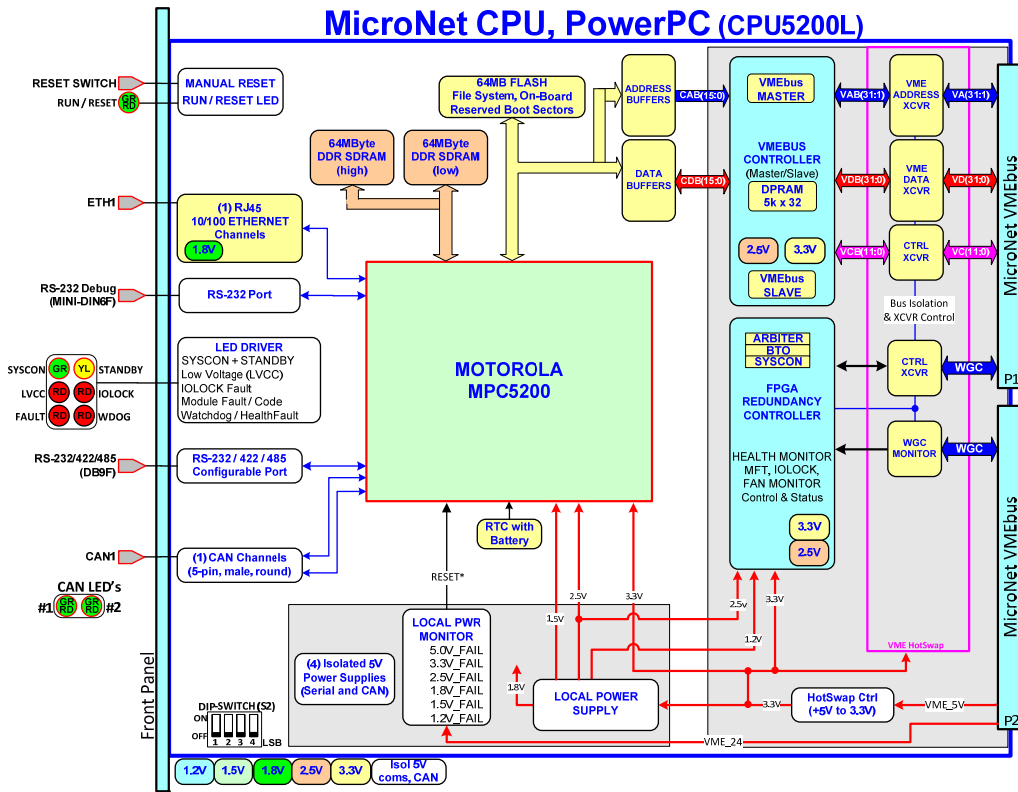 MicroNet CPU, PowerPC (CPU5200L)
RESET SWITCH
RUN / RESET
GR
RD
MANUAL RESET
RUN / RESET LED
64MB FLASH
File System, On-Board
Reserved Boot Sectors
ADDRESS
BUFFERS
CAB(15:0)
DATA
BUFFERS
CDB(15:0)
VMEbus
MASTER
VMEBUS
CONTROLLER
(Master/Slave)
DPRAM
5k x 32
2.5V
3.3V
VMEbus
SLAVE
VAB(31:1)
VME
ADDRESS
XCVR
VA(31:1)
VDB(31:0)
VME
DATA
XCVR
VD(31:0)
VCB(11:0)
CTRL
XCVR
VC(11:0)
Bus Isolation
& XCVR Control
MicroNet VMEbus
P1
64MByte
DDR SDRAM
(high)
64MByte
DDR SDRAM
(low)
ETH1
(1) RJ45
10/100 ETHERNET
Channels
1.8V
RS-232 Debug
(MINI-DIN6F)
RS-232 Port
MOTOROLA
MPC5200
LED DRIVER
SYSCON + STANDBY
Low Voltage (LVCC)
IOLOCK Fault
Module Fault / Code
Watchdog / HealthFault
SYSCON
GR
YL
STANDBY
LVCC
RD
RD
IOLOCK
FAULT
RD
RD
WDOG
ARBITER
BTO
SYSCON
FPGA
REDUNDANCY
CONTROLLER
HEALTH MONITOR
MFT, IOLOCK,
FAN MONITOR
Control & Status
3.3V
2.5V
CTRL
XCVR
WGC
WGC
MONITOR
WGC
MicroNet VMEbus
P2
RS-232/422/485
(DB9F)
RS-232 / 422 / 485
Configurable Port
RTC with
Battery
CAN1
(1) CAN Channels
(5-pin, male, round)
CAN LED's
#1
GR
RD
GR
RD
#2
RESET*
1.5V
2.5V
3.3V
2.5v
1.2V
3.3V
VME HotSwap
LOCAL PWR
MONITOR
5.0V_FAIL
3.3V_FAIL
2.5V_FAIL
1.8V_FAIL
1.5V_FAIL
1.2V_FAIL
(4) Isolated 5V
Power Supplies
(Serial and CAN)
1.8V
LOCAL POWER
SUPPLY
3.3V
HotSwap Ctrl
(+5V to 3.3V)
VME_5V
VME_24
Front Panel
DIP-SWITCH (S2)
ON
OFF
1 2 3 4
LSB
1.2V
1.5V
1.8V
2.5V
3.3V
Isol 5V
coms, CAN